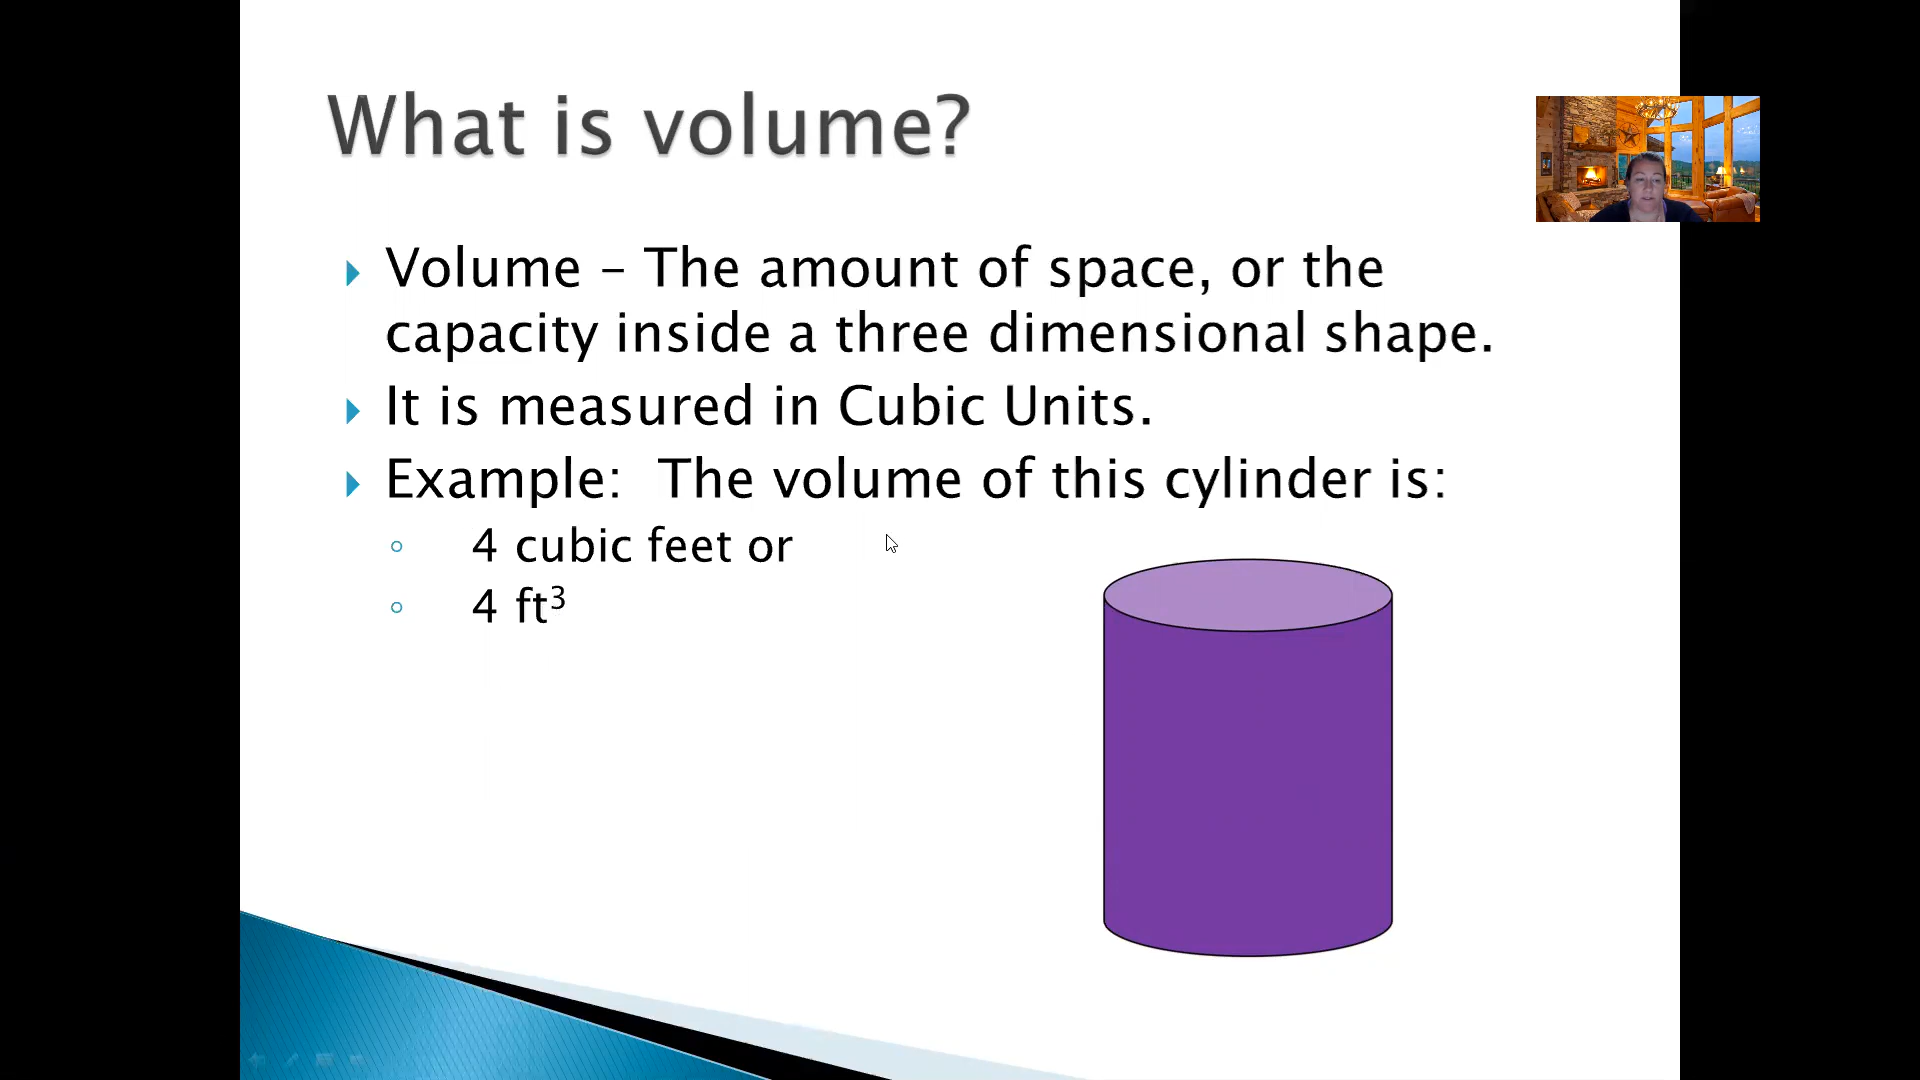 What is volume?
Volume – The amount of space, or the
capacity inside a three dimensional shape.
It is measured in Cubic Units.
Example:  The volume of this cylinder is:
4 cubic feet or
4 ft³